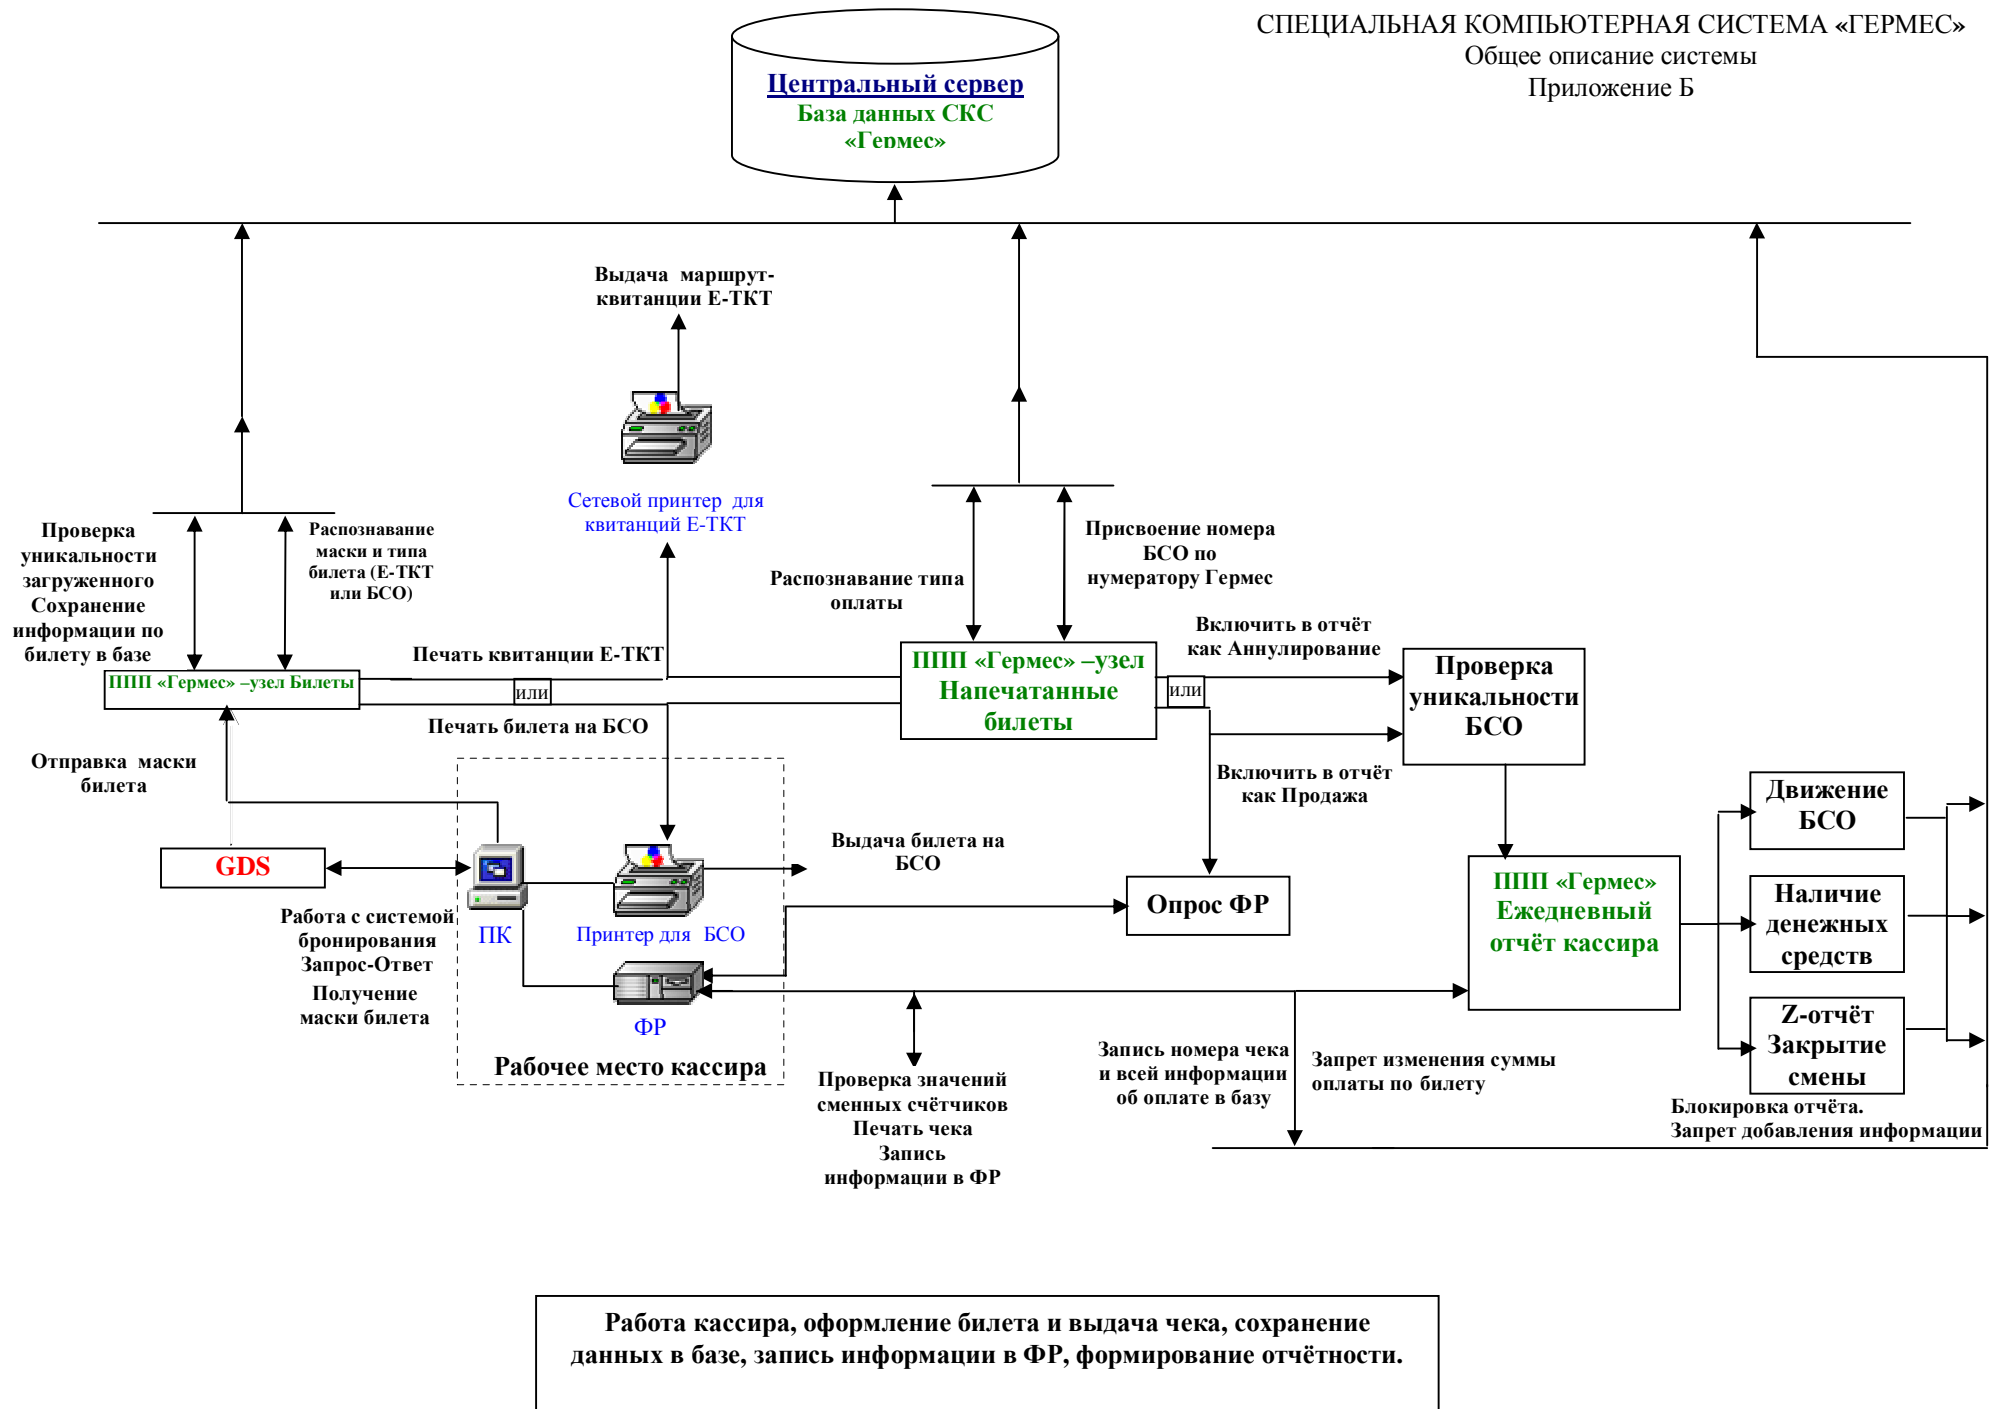 СПЕЦИАЛЬНАЯ КОМПЬЮТЕРНАЯ СИСТЕМА «ГЕРМЕС»
Общее описание системы
Приложение Б
Центральный сервер
База данных СКС
«Гермес»
Выдача маршрут-
квитанции Е-ТКТ
Сетевой принтер для
квитанций Е-ТКТ
Проверка
уникальности
загруженного
Сохранение
информации по
билету в базе
Распознавание
маски и типа
билета (Е-ТКТ
или БСО)
Распознавание типа
оплаты
Присвоение номера
БСО по
нумератору Гермес
ППП «Гермес» –узел Билеты
Печать квитанции Е-ТКТ
или
Печать билета на БСО
ППП «Гермес» –узел
Напечатанные
билеты
Включить в отчёт
как Аннулирование
или
Включить в отчёт
как Продажа
Проверка
уникальности
БСО
Отправка маски
билета
GDS
Работа с системой
бронирования
Запрос-Ответ
Получение
маски билета
ПК
Принтер для БСО
ФР
Рабочее место кассира
Выдача билета на
БСО
Опрос ФР
ППП «Гермес»
Ежедневный
отчёт кассира
Движение
БСО
Наличие
денежных
средств
Z-отчёт
Закрытие
смены
Проверка значений
сменных счётчиков
Печать чека
Запись
информации в ФР
Запись номера чека
и всей информации
об оплате в базу
Запрет изменения суммы
оплаты по билету
Блокировка отчёта.
Запрет добавления информации
Работа кассира, оформление билета и выдача чека, сохранение
данных в базе, запись информации в ФР, формирование отчётности.